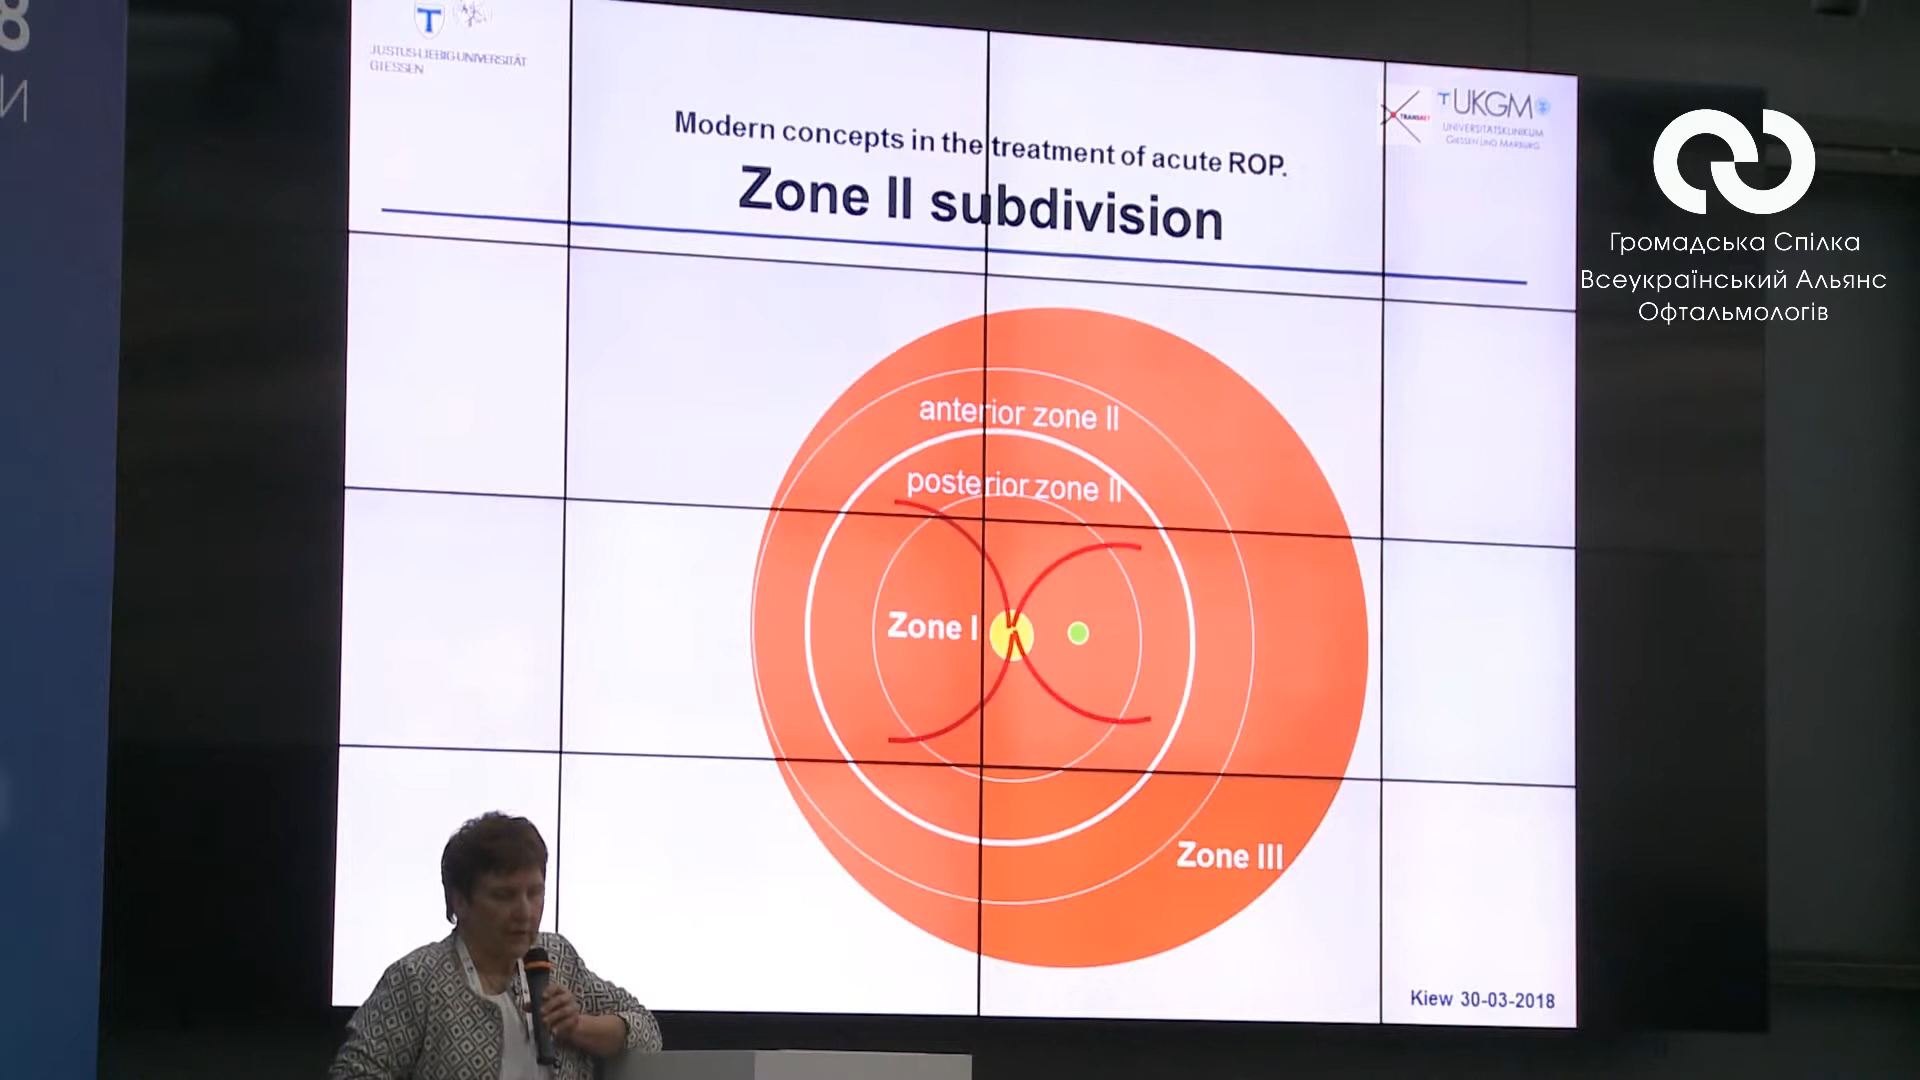 8
И
JUSTUS-LIEBIG-UNIVERSITÄT
GIESSEN
TRANSRET
UKGM
UNIVERSITÄTSKLINIKUM
GIESSEN UND MARBURG
Modern concepts in the treatment of acute ROP.
Zone II subdivision
Громадська Спілка
Всеукраїнський Альянс
Офтальмологів
anterior zone II
posterior zone II
Zone I
Zone III
Kiew 30-03-2018